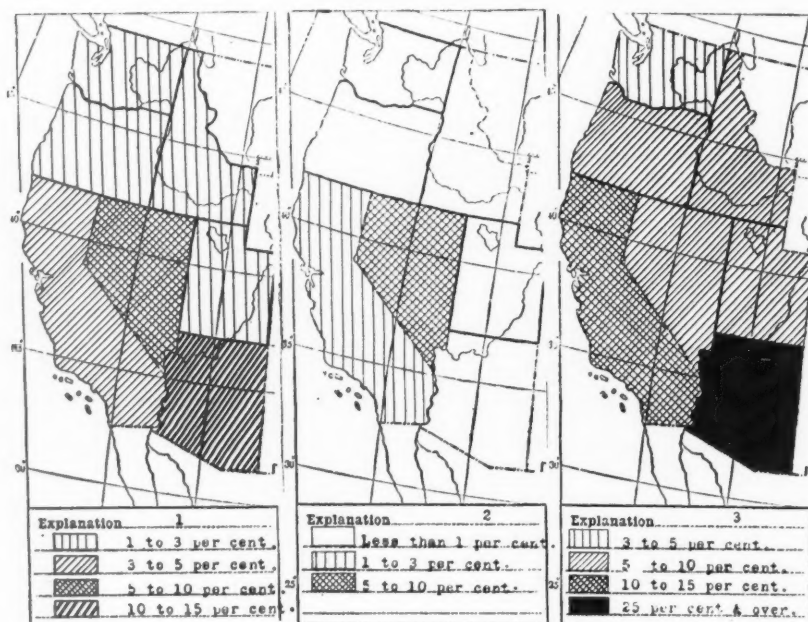 Explanation 1
1 to 3 per cent.
3 to 5 per cent.
5 to 10 per cent.
10 to 15 per cent.
Explanation 2
Less than 1 per cent.
1 to 3 per cent.
5 to 10 per cent.
Explanation 3
3 to 5 per cent.
5 to 10 per cent.
10 to 15 per cent.
25 per cent & over.